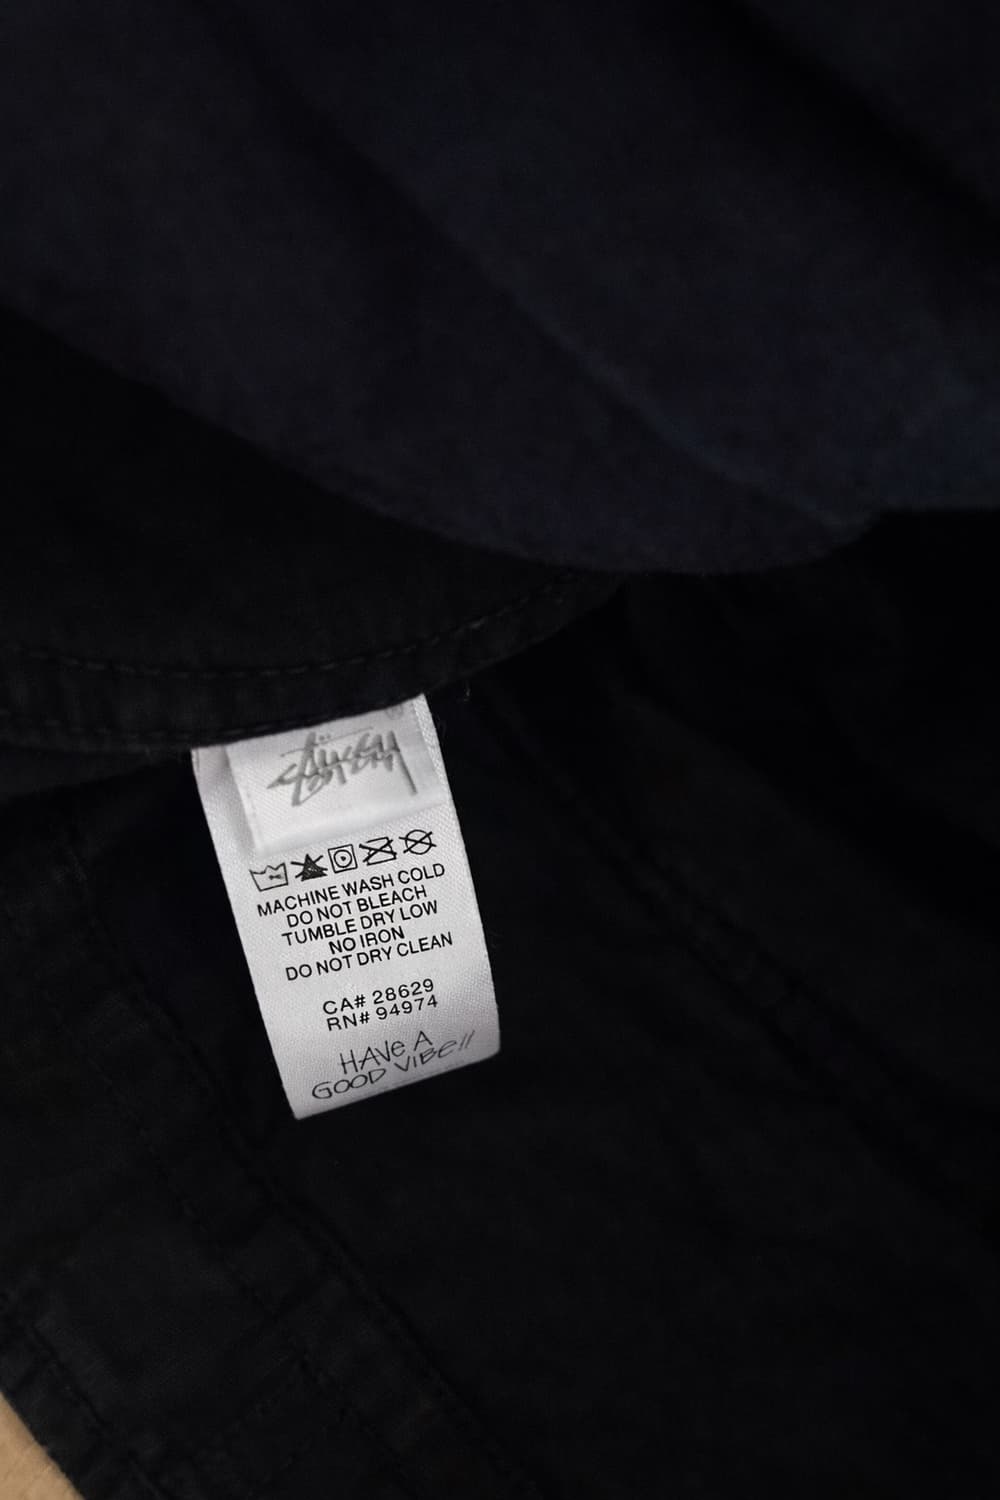 Stüssy
MACHINE WASH COLD
DO NOT BLEACH
TUMBLE DRY LOW
NO IRON
DO NOT DRY CLEAN
CA# 28629
RN# 94974
HAVe A
GOOD VIBe!!